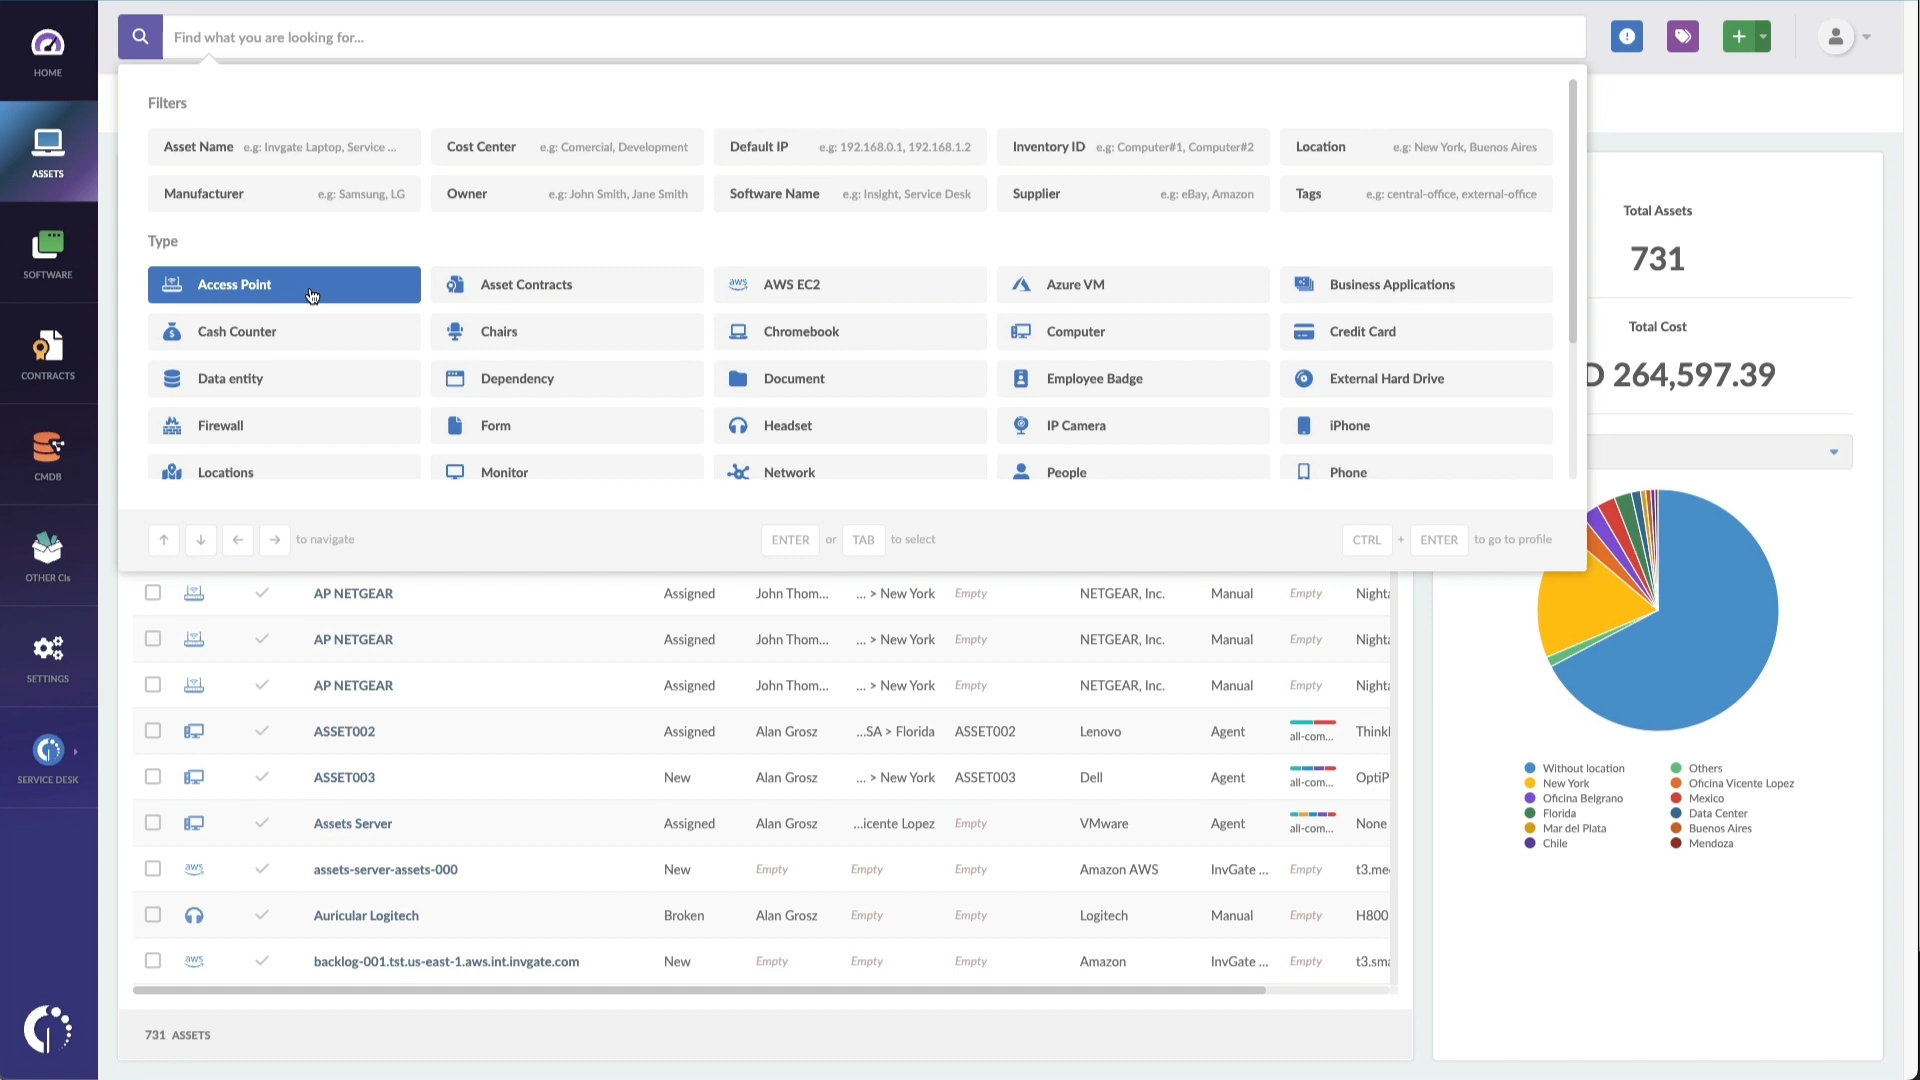 Find what you are looking for...
HOME
Filters
Asset Name e.g: Invgate Laptop, Service ...
Cost Center e.g: Comercial, Development
Default IP e.g: 192.168.0.1, 192.168.1.2
Inventory ID e.g: Computer#1, Computer#2
Location e.g: New York, Buenos Aires
Manufacturer e.g: Samsung, LG
Owner e.g: John Smith, Jane Smith
Software Name e.g: Insight, Service Desk
Supplier e.g: eBay, Amazon
Tags e.g: central-office, external-office
ASSETS
Type
Access Point
Asset Contracts
aws AWS EC2
Azure VM
Business Applications
SOFTWARE
Cash Counter
Chairs
Chromebook
Computer
Credit Card
CONTRACTS
Data entity
Dependency
Document
Employee Badge
External Hard Drive
Firewall
Form
Headset
IP Camera
iPhone
CMDB
Locations
Monitor
Network
People
Phone
to navigate
ENTER or TAB to select
CTRL + ENTER to go to profile
OTHER CIs
SETTINGS
SERVICE DESK
Total Assets
731
Total Cost
D 264,597.39
AP NETGEAR Assigned John Thom... ... > New York Empty NETGEAR, Inc. Manual Empty Nighta
AP NETGEAR Assigned John Thom... ... > New York Empty NETGEAR, Inc. Manual Empty Nighta
AP NETGEAR Assigned John Thom... ... > New York Empty NETGEAR, Inc. Manual Empty Nighta
ASSET002 Assigned Alan Grosz ...SA > Florida ASSET002 Lenovo Agent all-com... Think
ASSET003 New Alan Grosz ... > New York ASSET003 Dell Agent all-com... OptiP
Assets Server Assigned Alan Grosz ...icente Lopez Empty VMware Agent all-com... None
aws assets-server-assets-000 New Empty Empty Empty Amazon AWS InvGate ... Empty t3.me
Auricular Logitech Broken Alan Grosz Empty Empty Logitech Manual Empty H800
aws backlog-001.tst.us-east-1.aws.int.invgate.com New Empty Empty Empty Amazon InvGate ... Empty t3.sma
731 ASSETS
Without location
Others
New York
Oficina Vicente Lopez
Oficina Belgrano
Mexico
Florida
Data Center
Mar del Plata
Buenos Aires
Chile
Mendoza